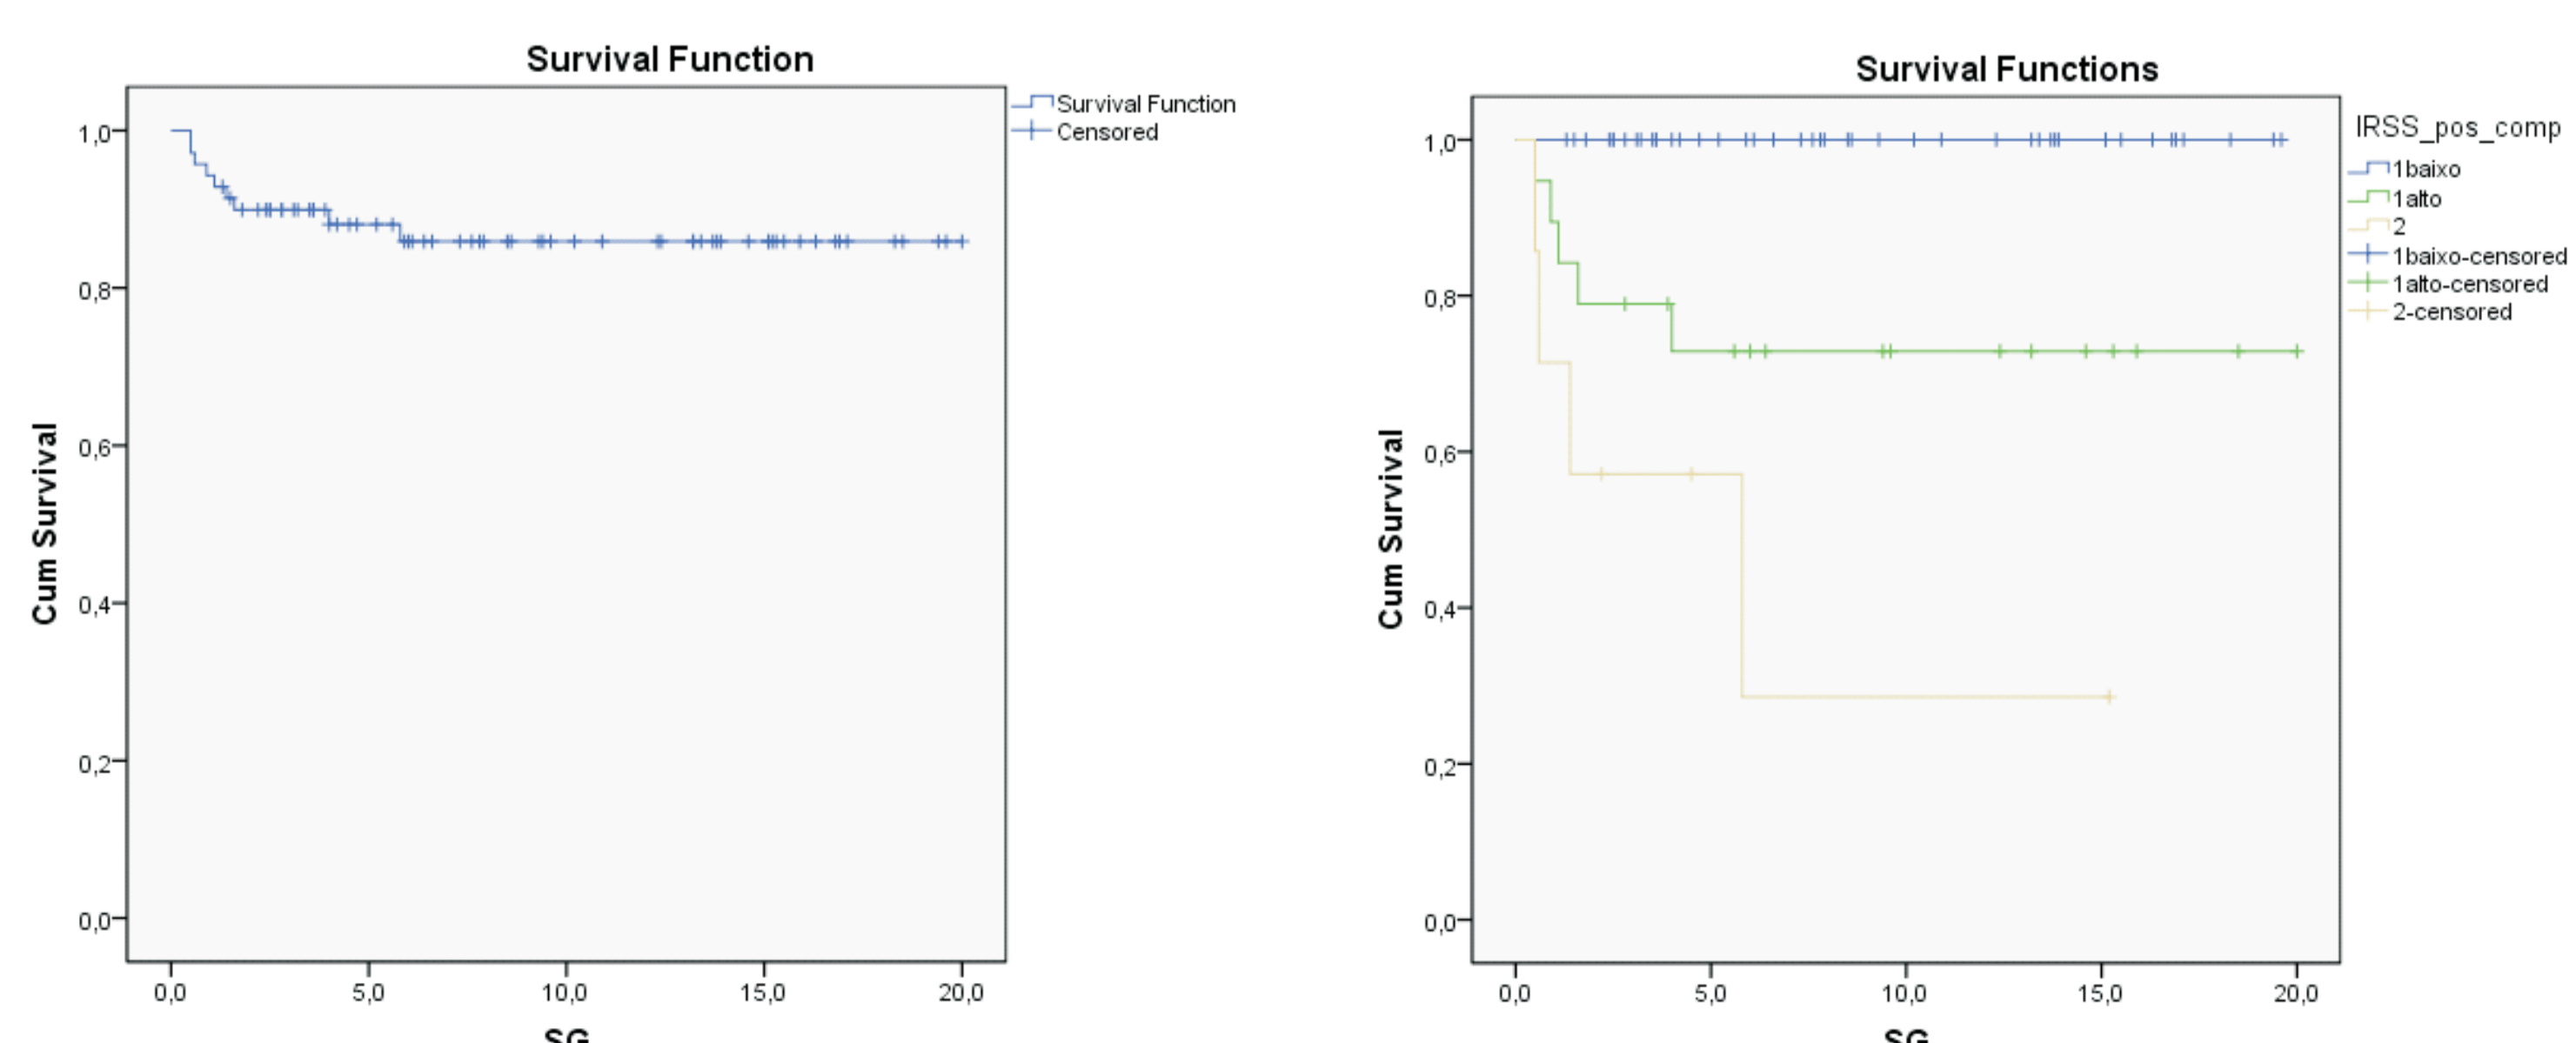 Survival Function
Survival Function
Censored
1,0
0,8
0,6
0,4
0,2
0,0
Cum Survival
0,0 5,0 10,0 15,0 20,0
SG
Survival Functions
IRSS_pos_comp
1baixo
1alto
2
1baixo-censored
1alto-censored
2-censored
1,0
0,8
0,6
0,4
0,2
0,0
Cum Survival
0,0 5,0 10,0 15,0 20,0
SG